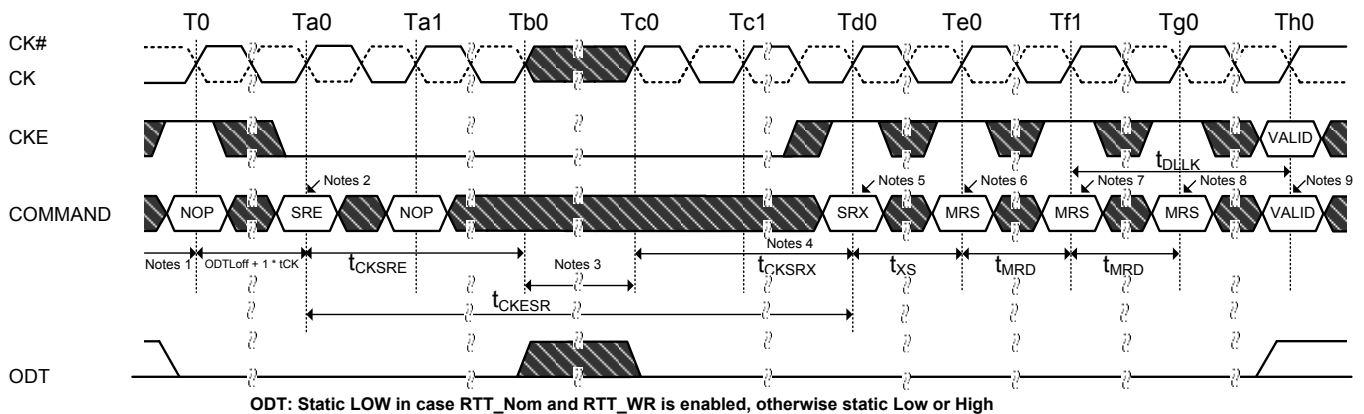 T0 Ta0 Ta1 Tb0 Tc0 Tc1 Td0 Te0 Tf1 Tg0 Th0
CK#
CK
CKE
VALID
tDLLK
Notes 2
Notes 5
Notes 6
Notes 7
Notes 8
Notes 9
COMMAND
NOP SRE NOP SRX MRS MRS MRS VALID
Notes 1
ODTLoff + 1 * tCK
tCKSRE
Notes 3
Notes 4
tCKSRX
tXS
tMRD
tMRD
tCKESR
ODT
ODT: Static LOW in case RTT_Nom and RTT_WR is enabled, otherwise static Low or High